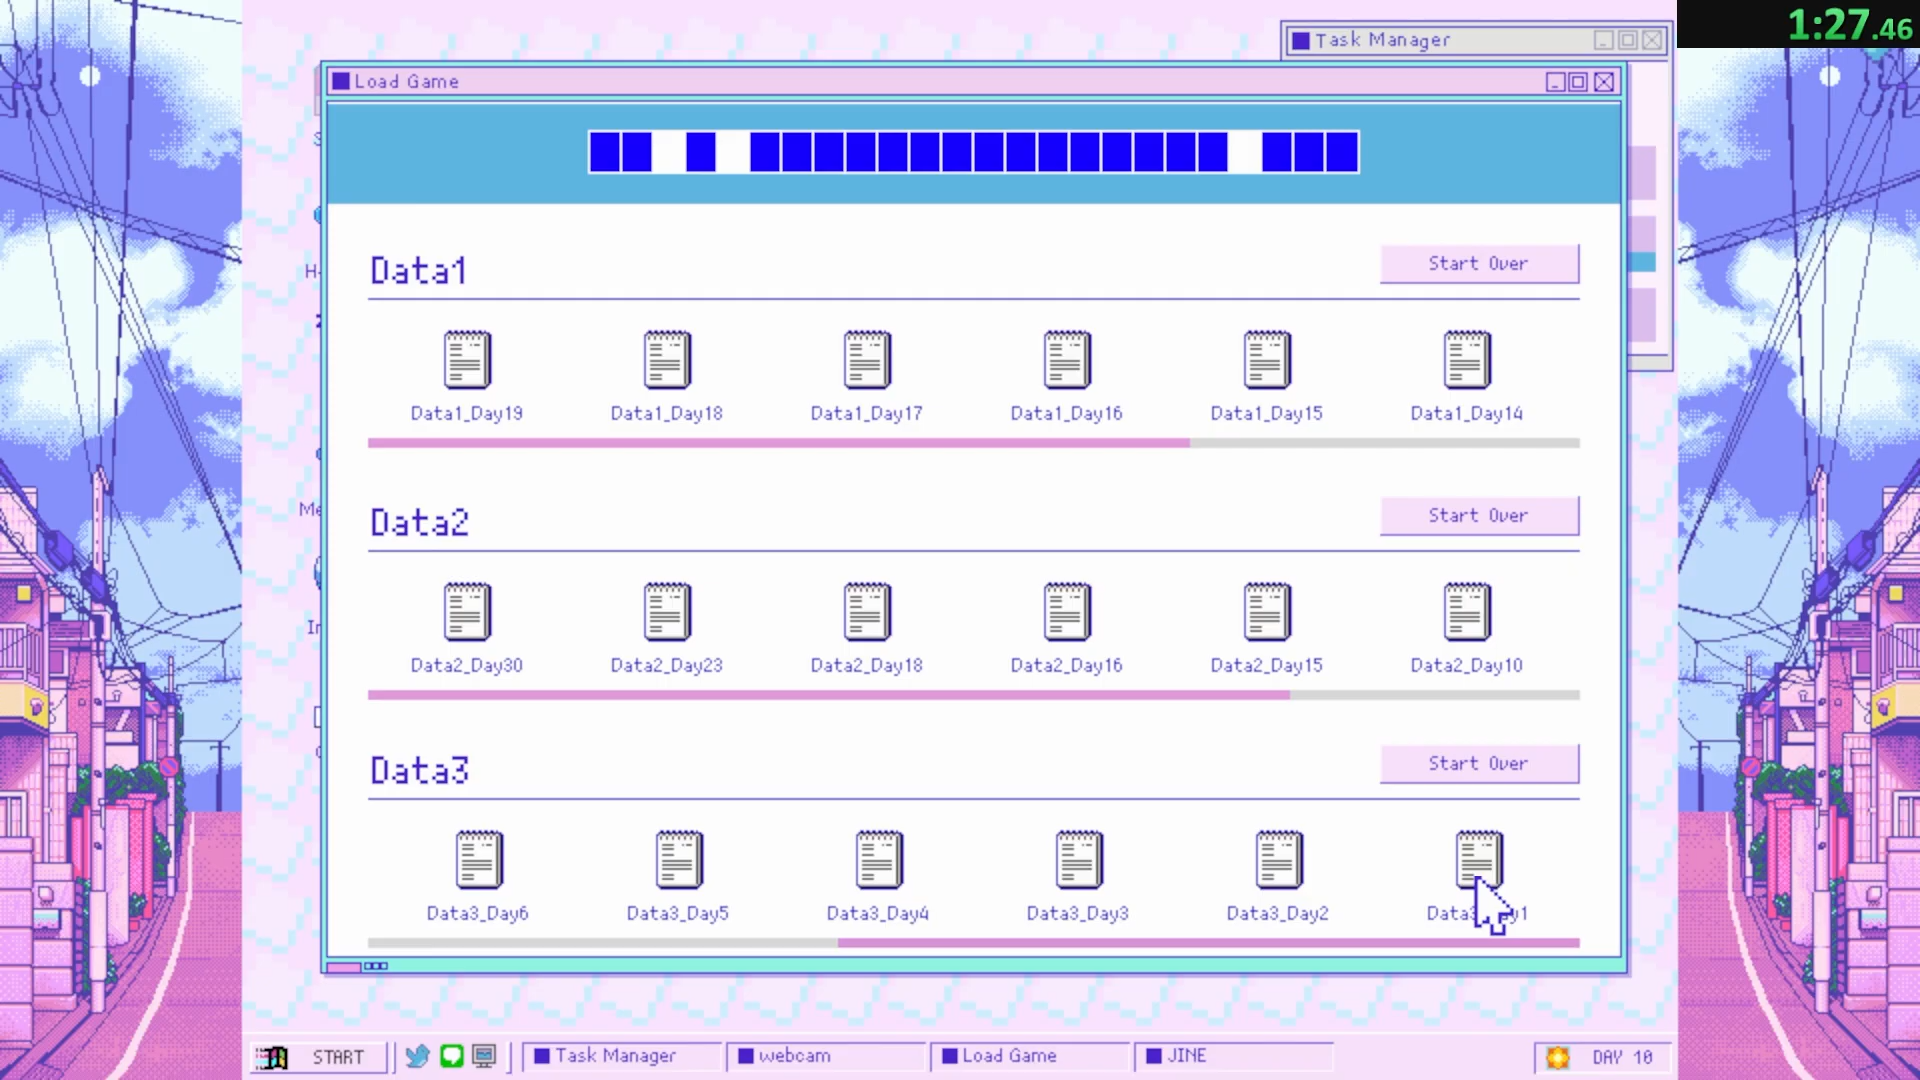 1:27.46
Task Manager
Load Game
Data1
Start Over
Data1_Day19
Data1_Day18
Data1_Day17
Data1_Day16
Data1_Day15
Data1_Day14
Data2
Start Over
Data2_Day30
Data2_Day23
Data2_Day18
Data2_Day16
Data2_Day15
Data2_Day10
Data3
Start Over
Data3_Day6
Data3_Day5
Data3_Day4
Data3_Day3
Data3_Day2
START
Task Manager
webcam
Load Game
JINE
DAY 10